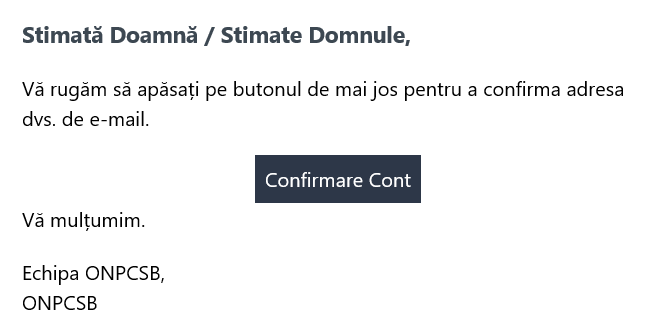 Stimată Doamnă / Stimate Domnule,
Vă rugăm să apăsați pe butonul de mai jos pentru a confirma adresa
dvs. de e-mail.
Confirmare Cont
Vă mulțumim.
Echipa ONPCSB,
ONPCSB